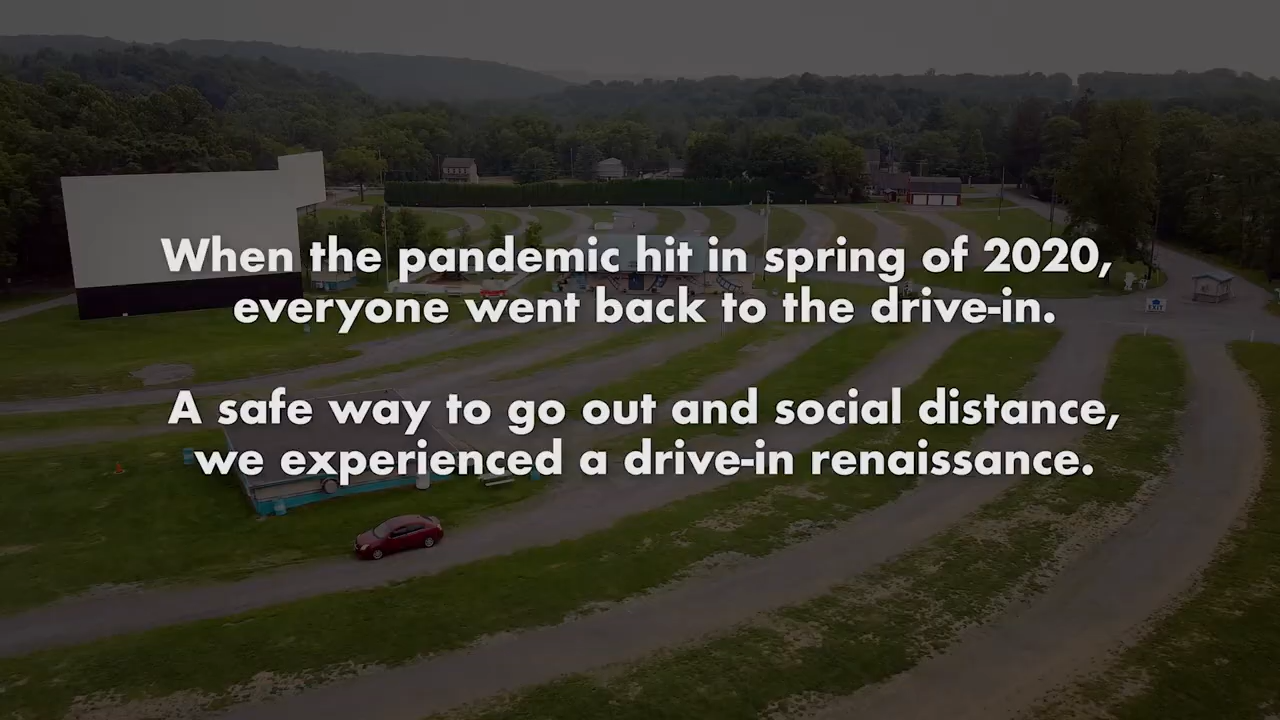 When the pandemic hit in spring of 2020,
everyone went back to the drive-in.
A safe way to go out and social distance,
we experienced a drive-in renaissance.